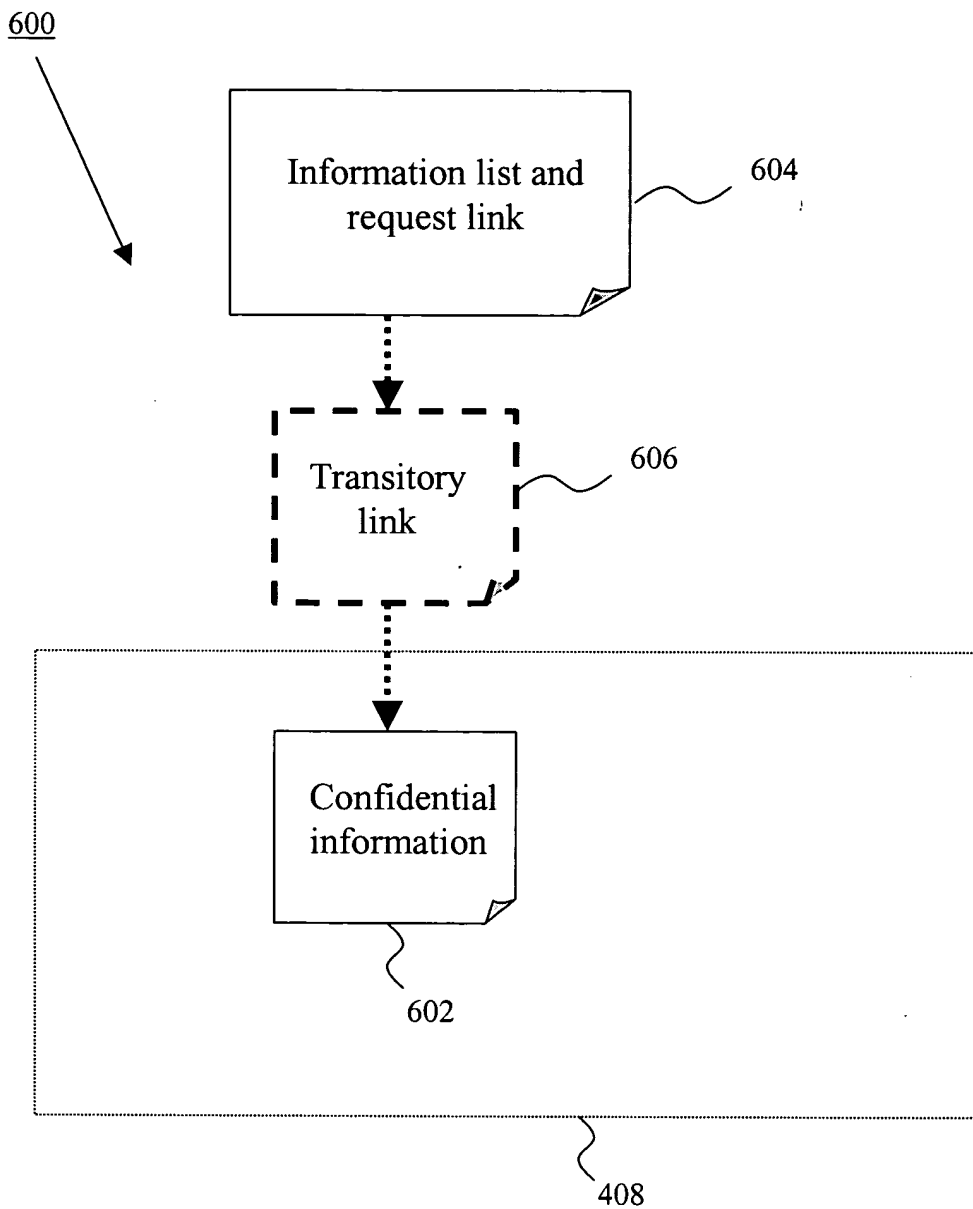 600
Information list and
request link
604
Transitory
link
606
Confidential
information
602
408